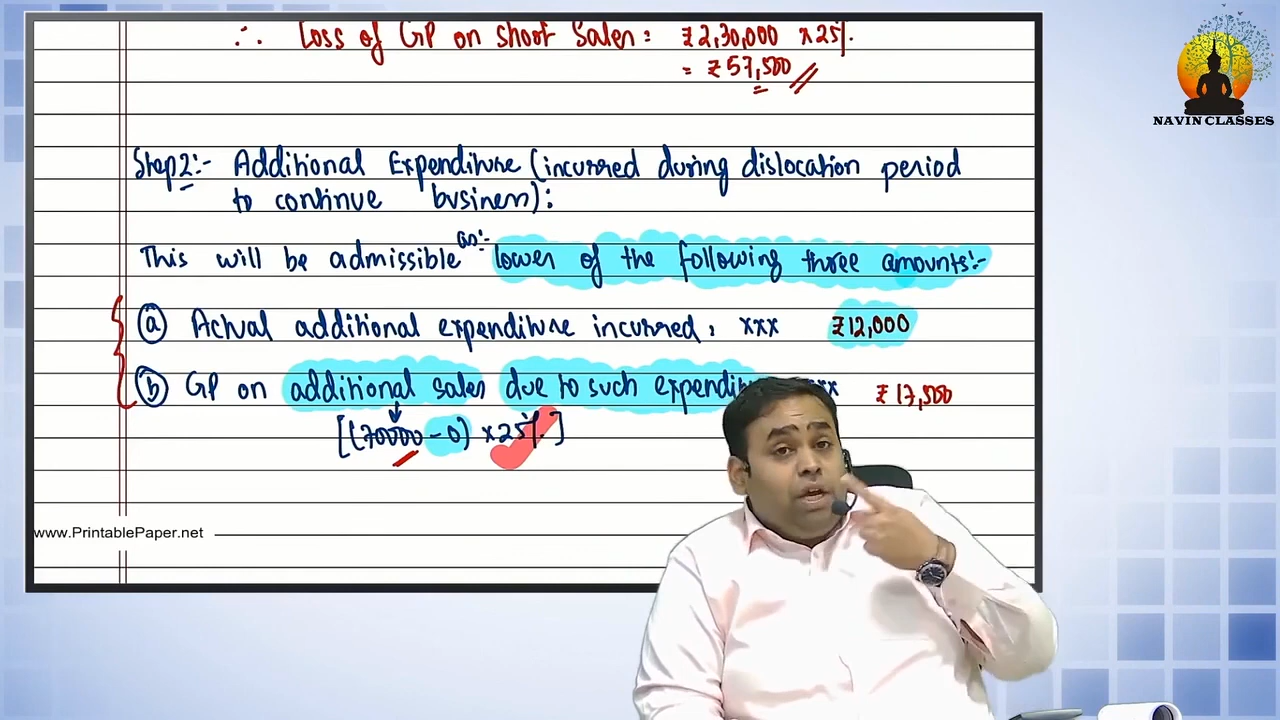 ∴ Loss of GP on Short Sales = ₹2,30,000 x 25%.
= ₹57,500
NAVIN CLASSES
Step2:- Additional Expenditure (incurred during dislocation period
to continue business):
This will be admissible as:- lower of the following three amounts:-
(a) Actual additional expenditure incurred : xxx ₹12,000
(b) GP on additional sales due to such xxx ₹17,500
[(70000 - 0) x 25%.]
www.PrintablePaper.net